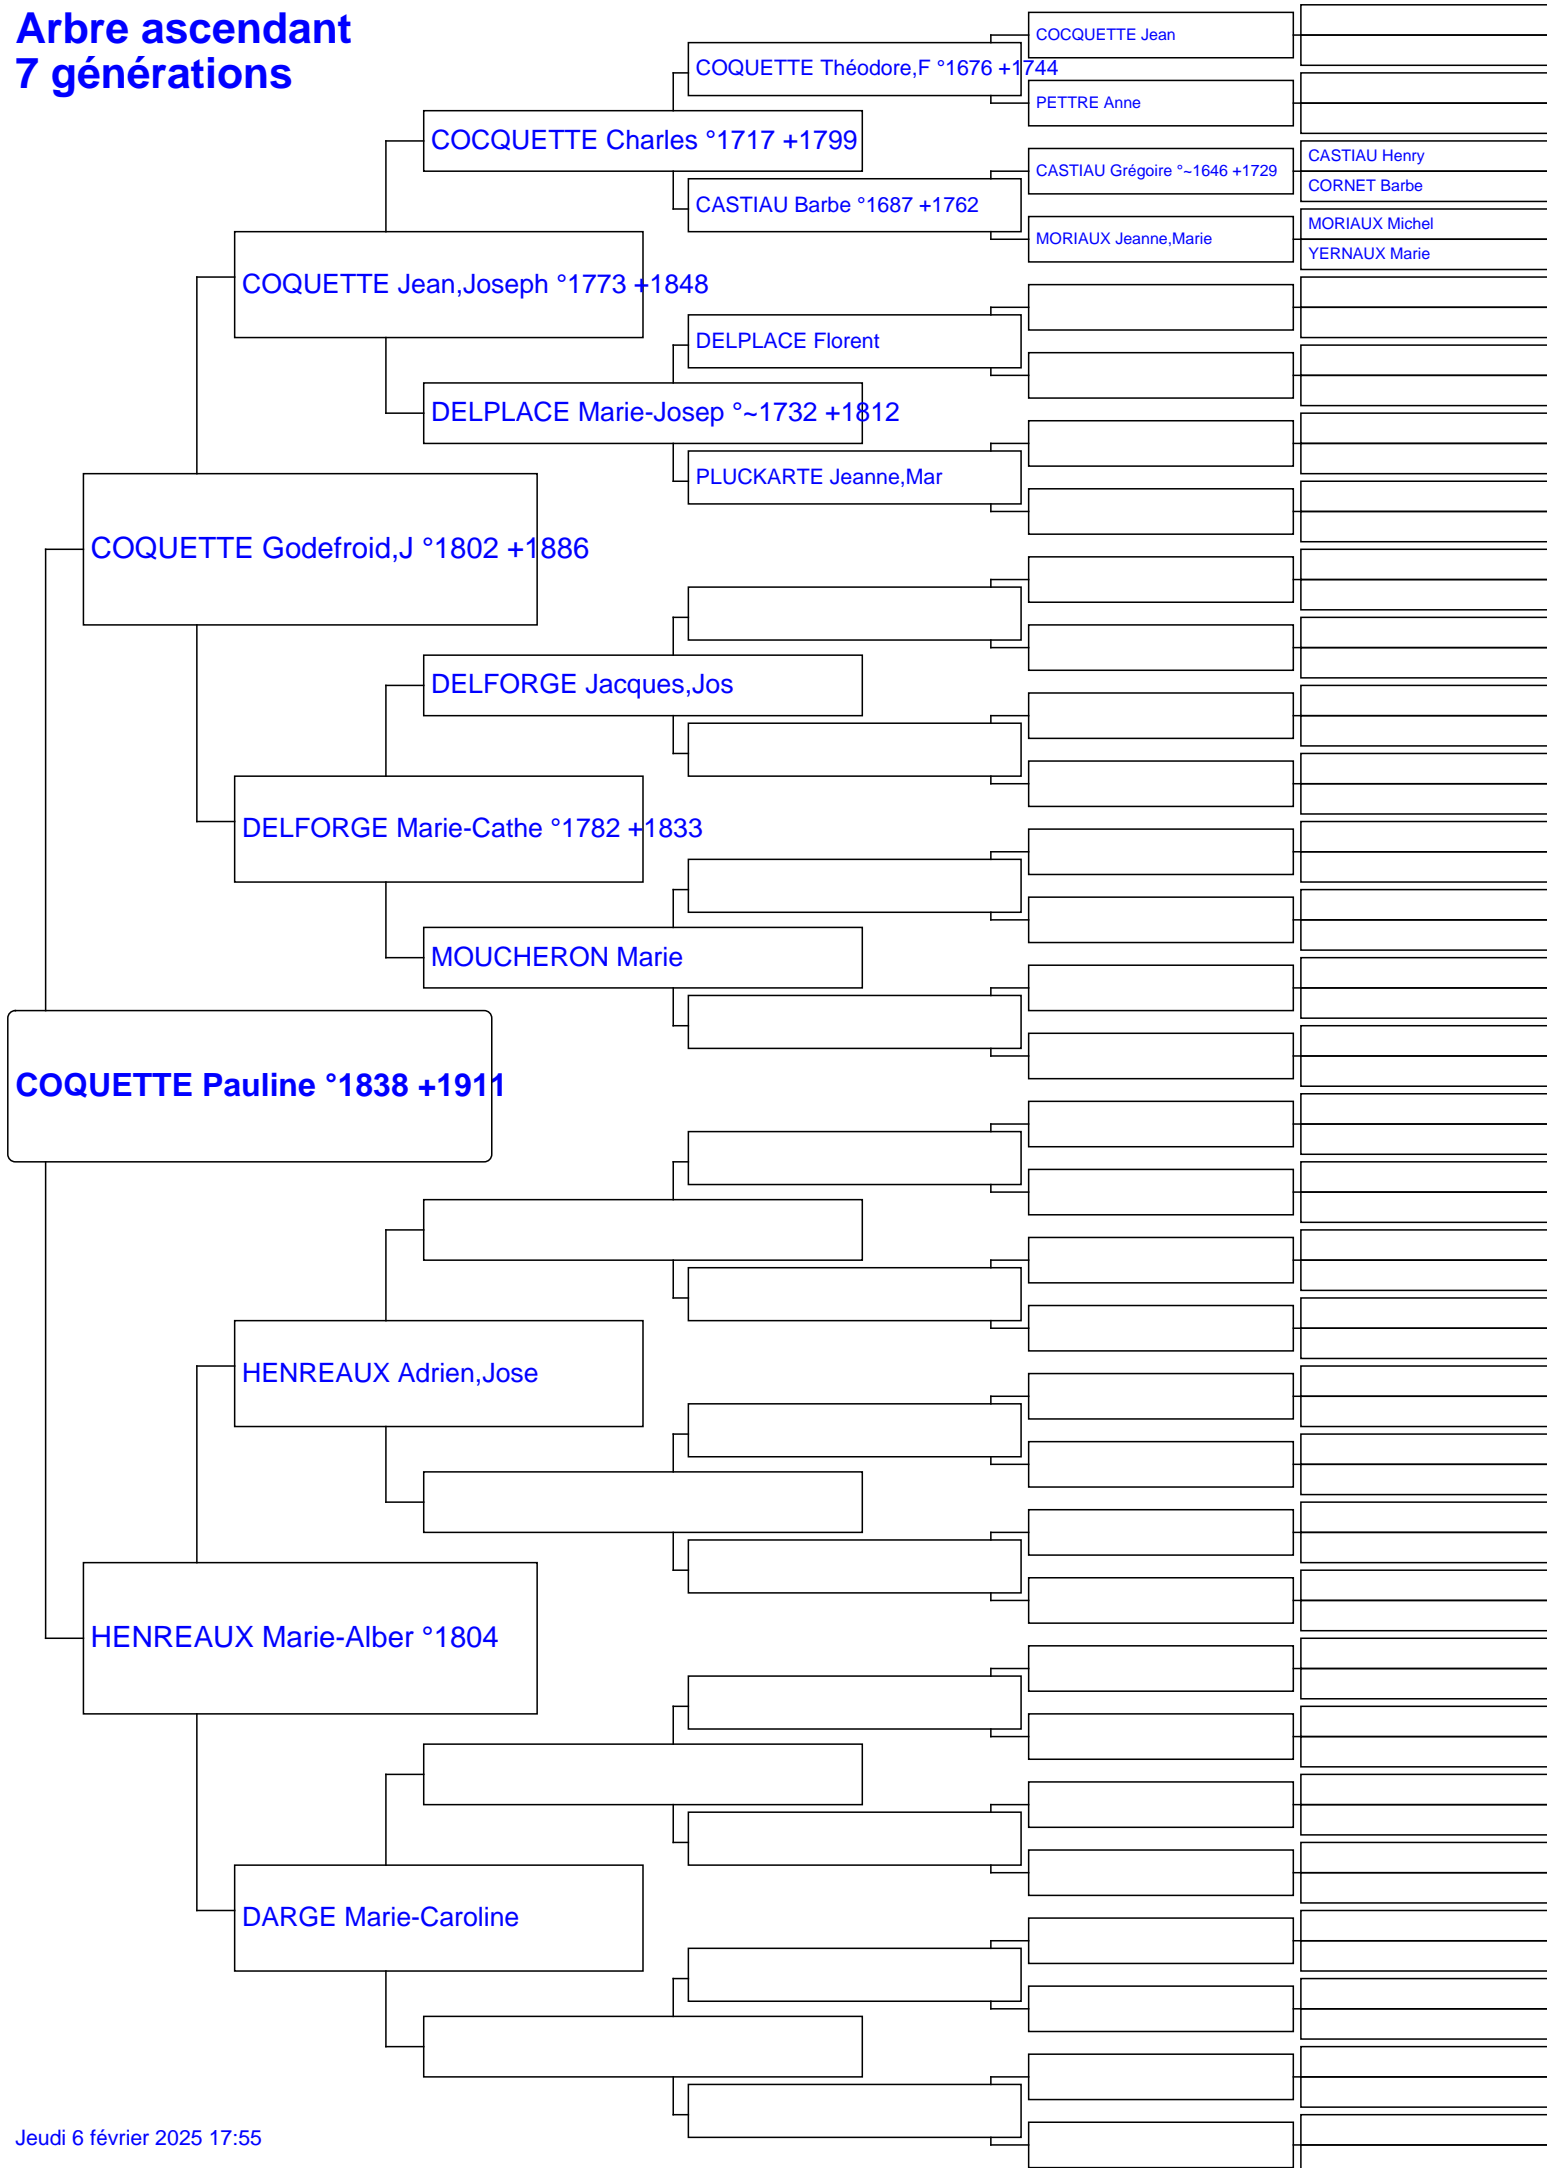 Arbre ascendant
7 générations
COCQUETTE Jean
COQUETTE Théodore,F °1676 +1744
PETTRE Anne
COCQUETTE Charles °1717 +1799
CASTIAU Henry
CASTIAU Grégoire °~1646 +1729
CORNET Barbe
CASTIAU Barbe °1687 +1762
MORIAUX Michel
MORIAUX Jeanne,Marie
YERNAUX Marie
COQUETTE Jean,Joseph °1773 +1848
DELPLACE Florent
DELPLACE Marie-Josep °~1732 +1812
PLUCKARTE Jeanne,Mar
COQUETTE Godefroid,J °1802 +1886
DELFORGE Jacques,Jos
DELFORGE Marie-Cathe °1782 +1833
MOUCHERON Marie
COQUETTE Pauline °1838 +1911
HENREAUX Adrien,Jose
HENREAUX Marie-Alber °1804
DARGE Marie-Caroline
Jeudi 6 février 2025 17:55